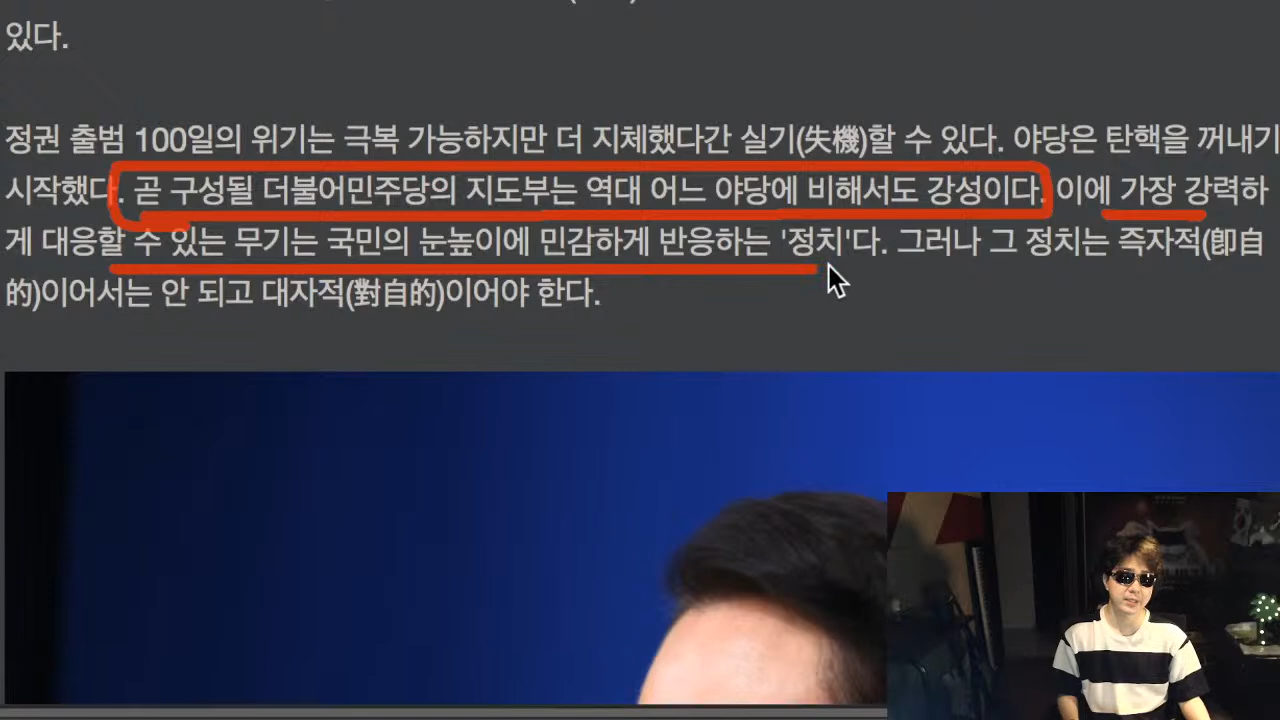 있다.
정권 출범 100일의 위기는 극복 가능하지만 더 지체했다간 실기(失機)할 수 있다. 야당은 탄핵을 꺼내기
시작했다. 곧 구성될 더불어민주당의 지도부는 역대 어느 야당에 비해서도 강성이다. 이에 가장 강력하
게 대응할 수 있는 무기는 국민의 눈높이에 민감하게 반응하는 '정치'다. 그러나 그 정치는 즉자적(卽自
的)이어서는 안 되고 대자적(對自的)이어야 한다.